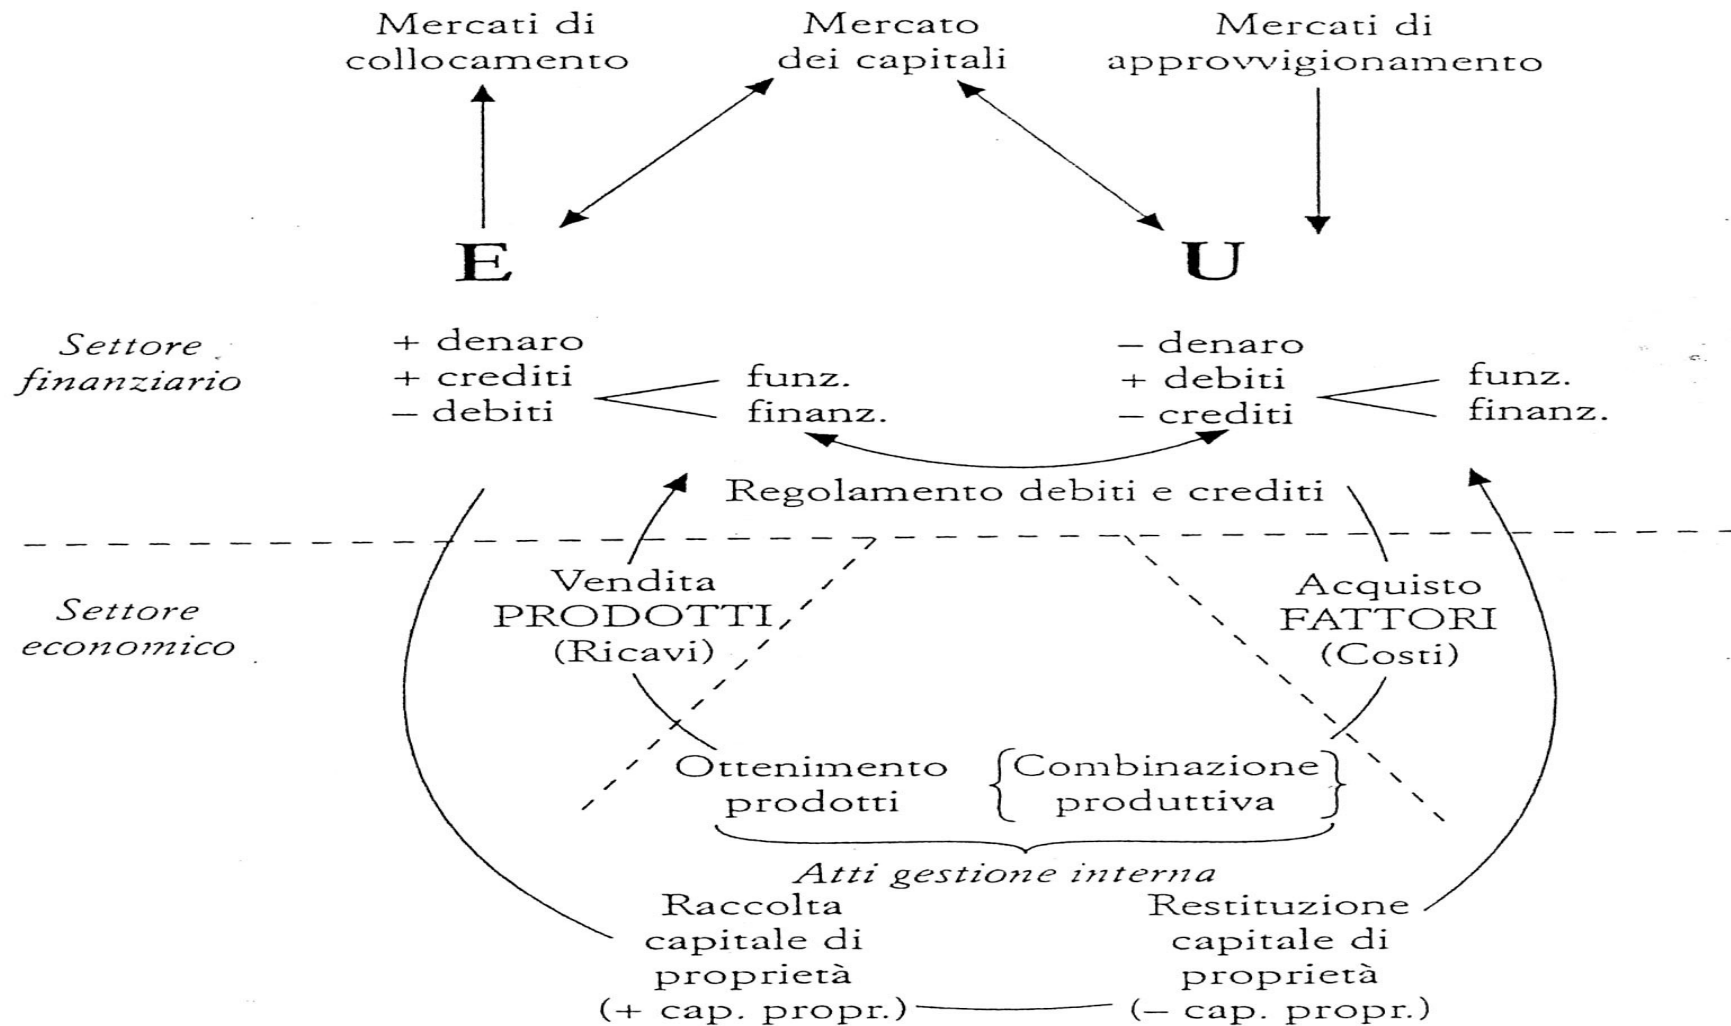 Mercati di
collocamento
Mercato
dei capitali
Mercati di
approvvigionamento
E
U
Settore
finanziario
+ denaro
+ crediti
– debiti
funz.
finanz.
– denaro
+ debiti
– crediti
funz.
finanz.
Regolamento debiti e crediti
Settore
economico
Vendita
PRODOTTI
(Ricavi)
Acquisto
FATTORI
(Costi)
Ottenimento
prodotti
Combinazione
produttiva
Atti gestione interna
Raccolta
capitale di
proprietà
(+ cap. propr.)
Restituzione
capitale di
proprietà
(– cap. propr.)